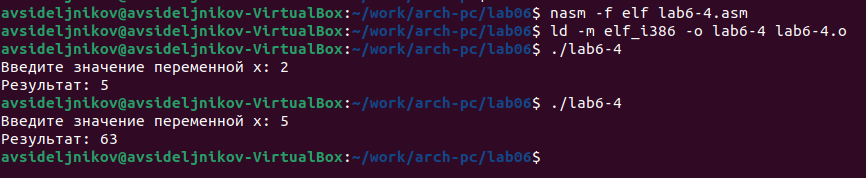 avsideljnikov@avsideljnikov-VirtualBox:~/work/arch-pc/lab06$ nasm -f elf lab6-4.asm
avsideljnikov@avsideljnikov-VirtualBox:~/work/arch-pc/lab06$ ld -m elf_i386 -o lab6-4 lab6-4.o
avsideljnikov@avsideljnikov-VirtualBox:~/work/arch-pc/lab06$ ./lab6-4
Введите значение переменной x: 2
Результат: 5
avsideljnikov@avsideljnikov-VirtualBox:~/work/arch-pc/lab06$ ./lab6-4
Введите значение переменной x: 5
Результат: 63
avsideljnikov@avsideljnikov-VirtualBox:~/work/arch-pc/lab06$